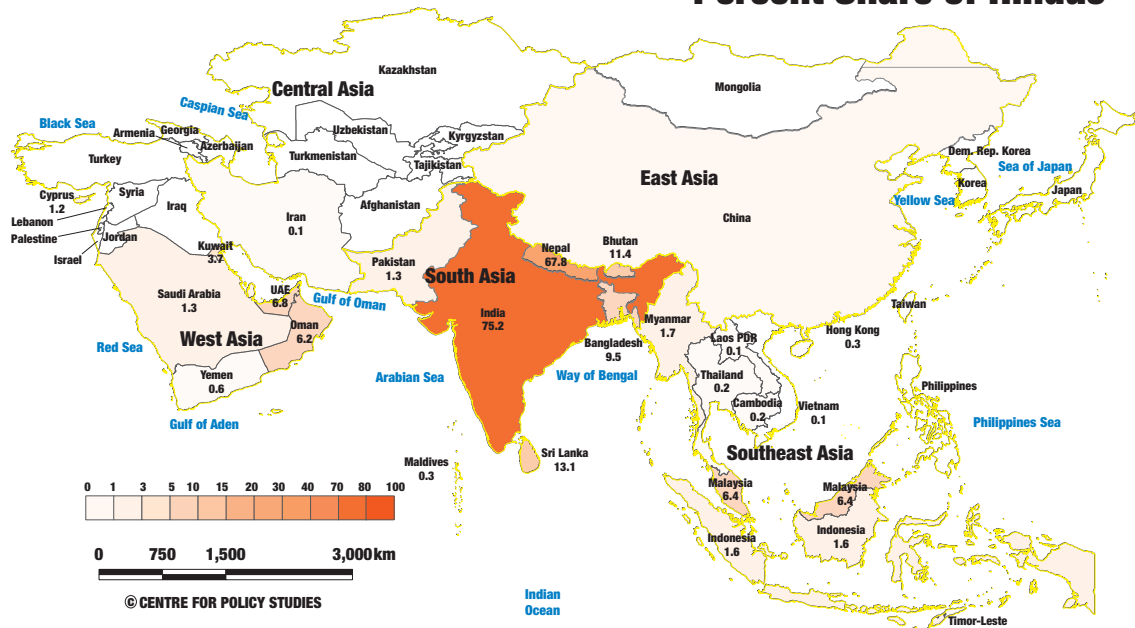 Percent Share of Hindus
Kazakhstan
Mongolia
Central Asia
Caspian Sea
Black Sea
Georgia
Armenia
Azerbaijan
Uzbekistan
Kyrgyzstan
Turkey
Turkmenistan
Tajikistan
Dem. Rep. Korea
Sea of Japan
East Asia
Korea
Japan
Cyprus
1.2
Syria
Iraq
Afghanistan
Yellow Sea
Lebanon
Palestine
Iran
0.1
China
Jordan
Israel
Kuwait
3.7
Nepal
67.8
Bhutan
11.4
Pakistan
1.3
South Asia
Saudi Arabia
1.3
UAE
6.8
Gulf of Oman
Taiwan
India
75.2
Myanmar
1.7
Oman
6.2
West Asia
Red Sea
Hong Kong
0.3
Laos PDR
0.1
Bangladesh
9.5
Arabian Sea
Way of Bengal
Yemen
0.6
Thailand
0.2
Philippines
Cambodia
0.2
Vietnam
0.1
Gulf of Aden
Philippines Sea
Maldives
0.3
Sri Lanka
13.1
Southeast Asia
Malaysia
6.4
Malaysia
6.4
0 1 3 5 10 15 20 30 40 70 80 100
Indonesia
1.6
Indonesia
1.6
0 750 1,500 3,000km
© CENTRE FOR POLICY STUDIES
Indian
Ocean
Timor-Leste